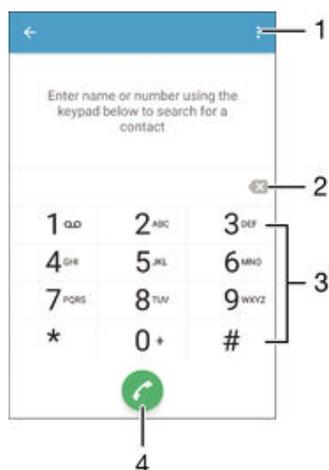 1
Enter name or number using the
keypad below to search for a
contact
2
1 2 ABC 3 DEF
4 GHI 5 JKL 6 MNO
3
7 PQRS 8 TUV 9 WXYZ
* 0 + #
4